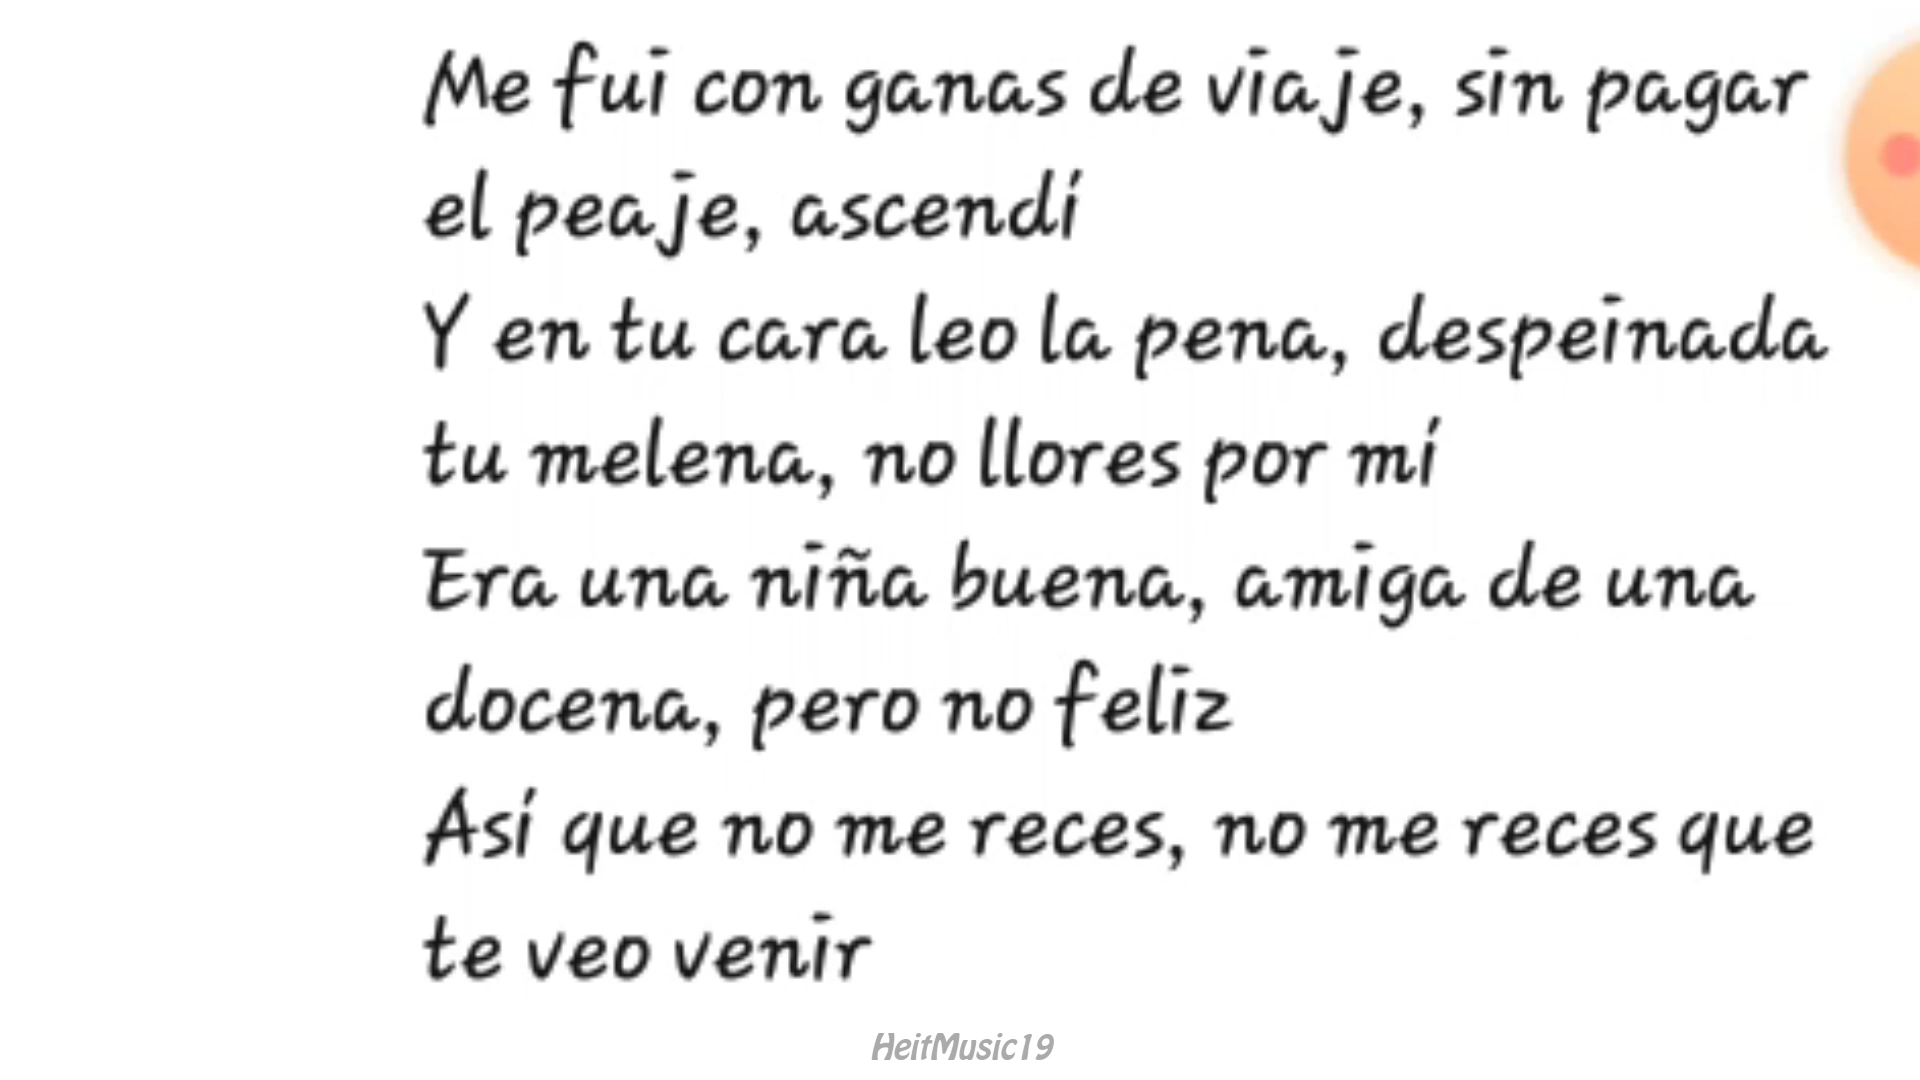 Me fui con ganas de viaje, sin pagar
el peaje, ascendí
Y en tu cara leo la pena, despeinada
tu melena, no llores por mí
Era una niña buena, amiga de una
docena, pero no feliz
Así que no me reces, no me reces que
te veo venir
HeitMusic19